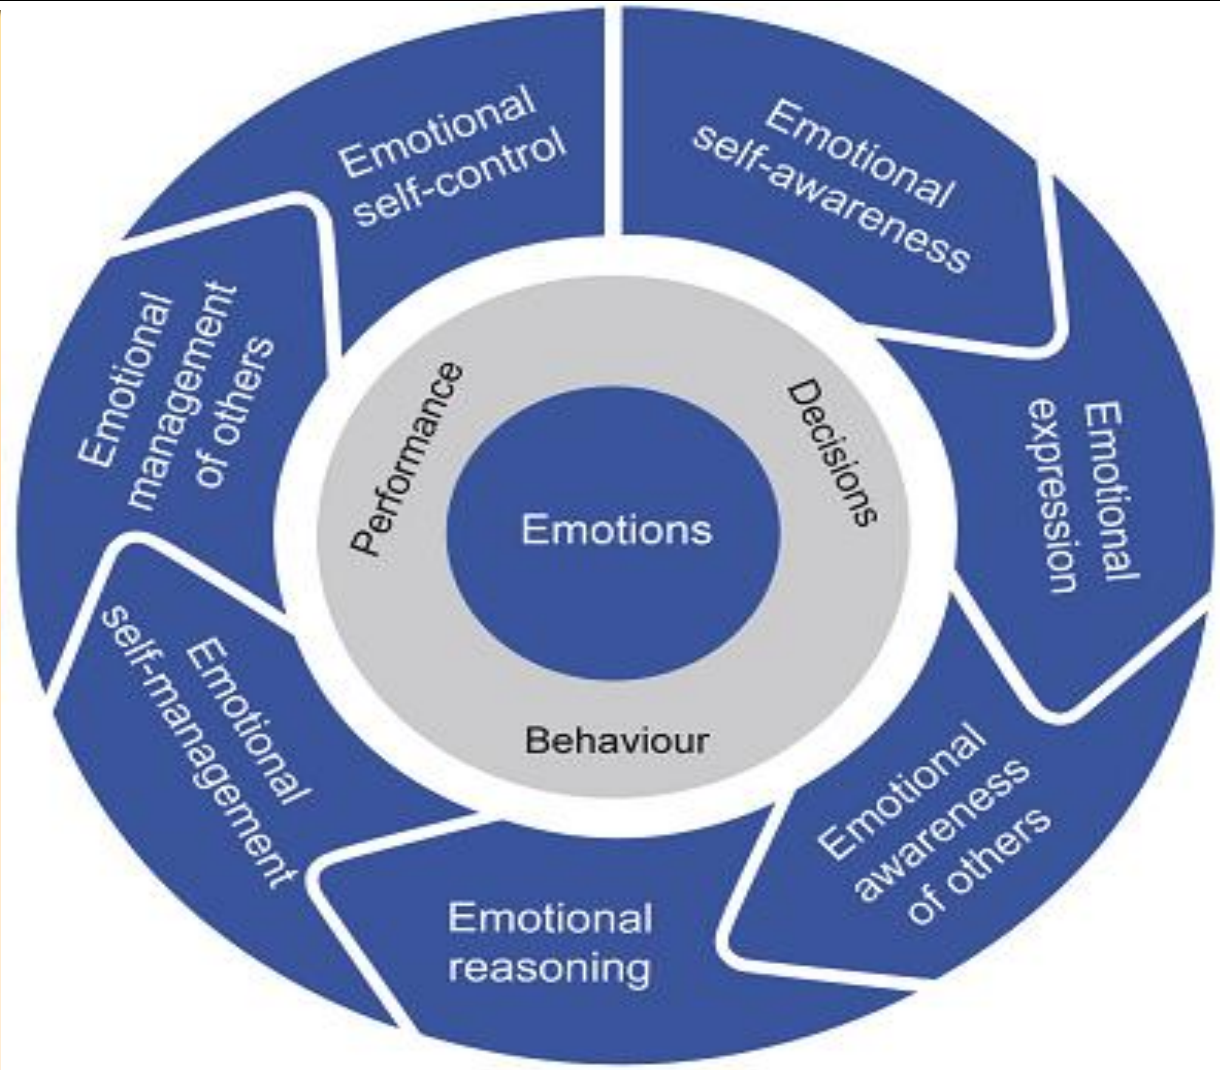 Emotional
self-awareness
Emotional
expression
Emotional
awareness
of others
Emotional
reasoning
Emotional
self-management
Emotional
management
of others
Emotional
self-control
Performance
Decisions
Behaviour
Emotions